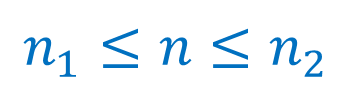 n₁ ≤ n ≤ n₂